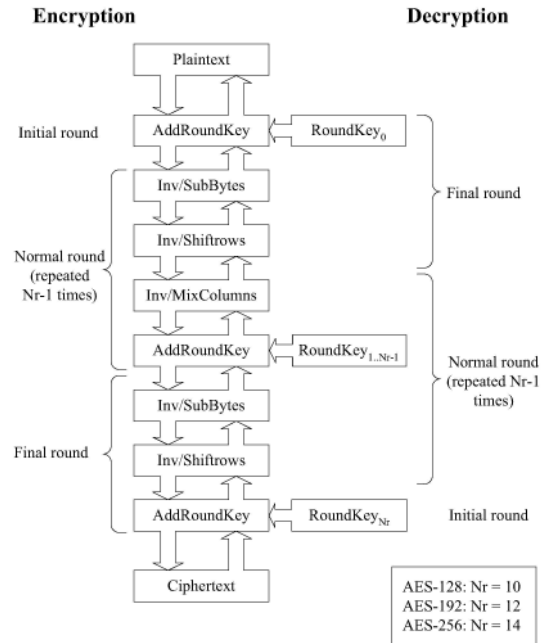 Encryption
Decryption
Plaintext
Initial round
AddRoundKey
RoundKey0
Inv/SubBytes
Final round
Inv/Shiftrows
Normal round
(repeated
Nr-1 times)
Inv/MixColumns
AddRoundKey
RoundKey1..Nr-1
Normal round
(repeated Nr-1
times)
Inv/SubBytes
Final round
Inv/Shiftrows
AddRoundKey
RoundKeyNr
Initial round
Ciphertext
AES-128: Nr = 10
AES-192: Nr = 12
AES-256: Nr = 14